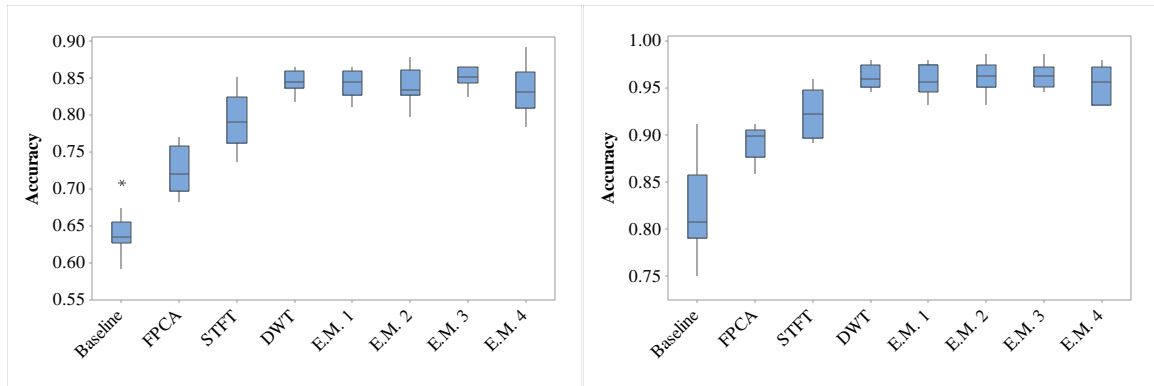 Accuracy
0.90
0.85
0.80
0.75
0.70
0.65
0.60
0.55
*
Baseline
FPCA
STFT
DWT
E.M. 1
E.M. 2
E.M. 3
E.M. 4
Accuracy
1.00
0.95
0.90
0.85
0.80
0.75
Baseline
FPCA
STFT
DWT
E.M. 1
E.M. 2
E.M. 3
E.M. 4